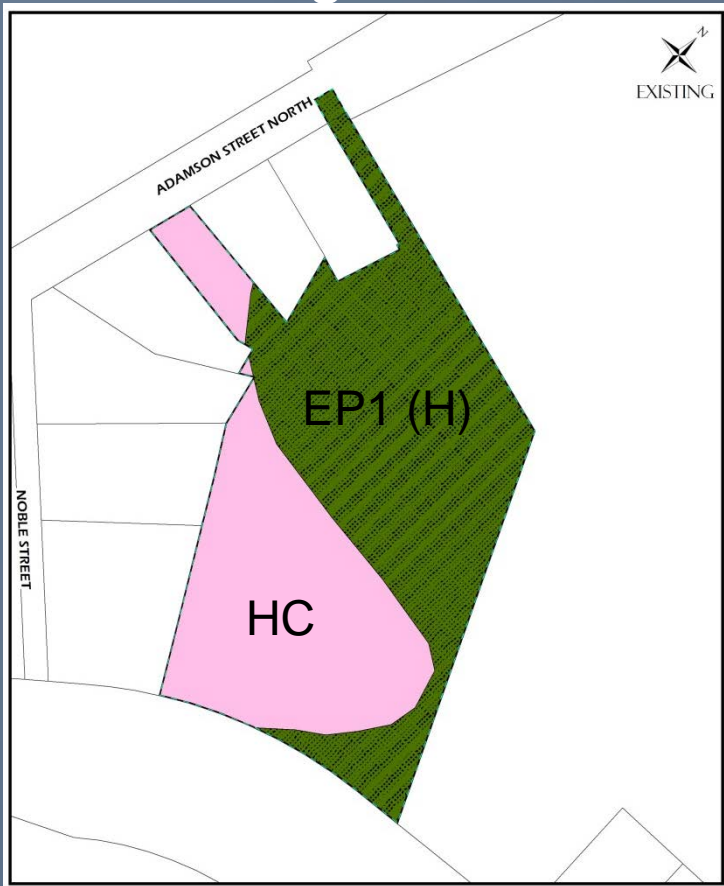 N
EXISTING
ADAMSON STREET NORTH
EP1 (H)
NOBLE STREET
HC